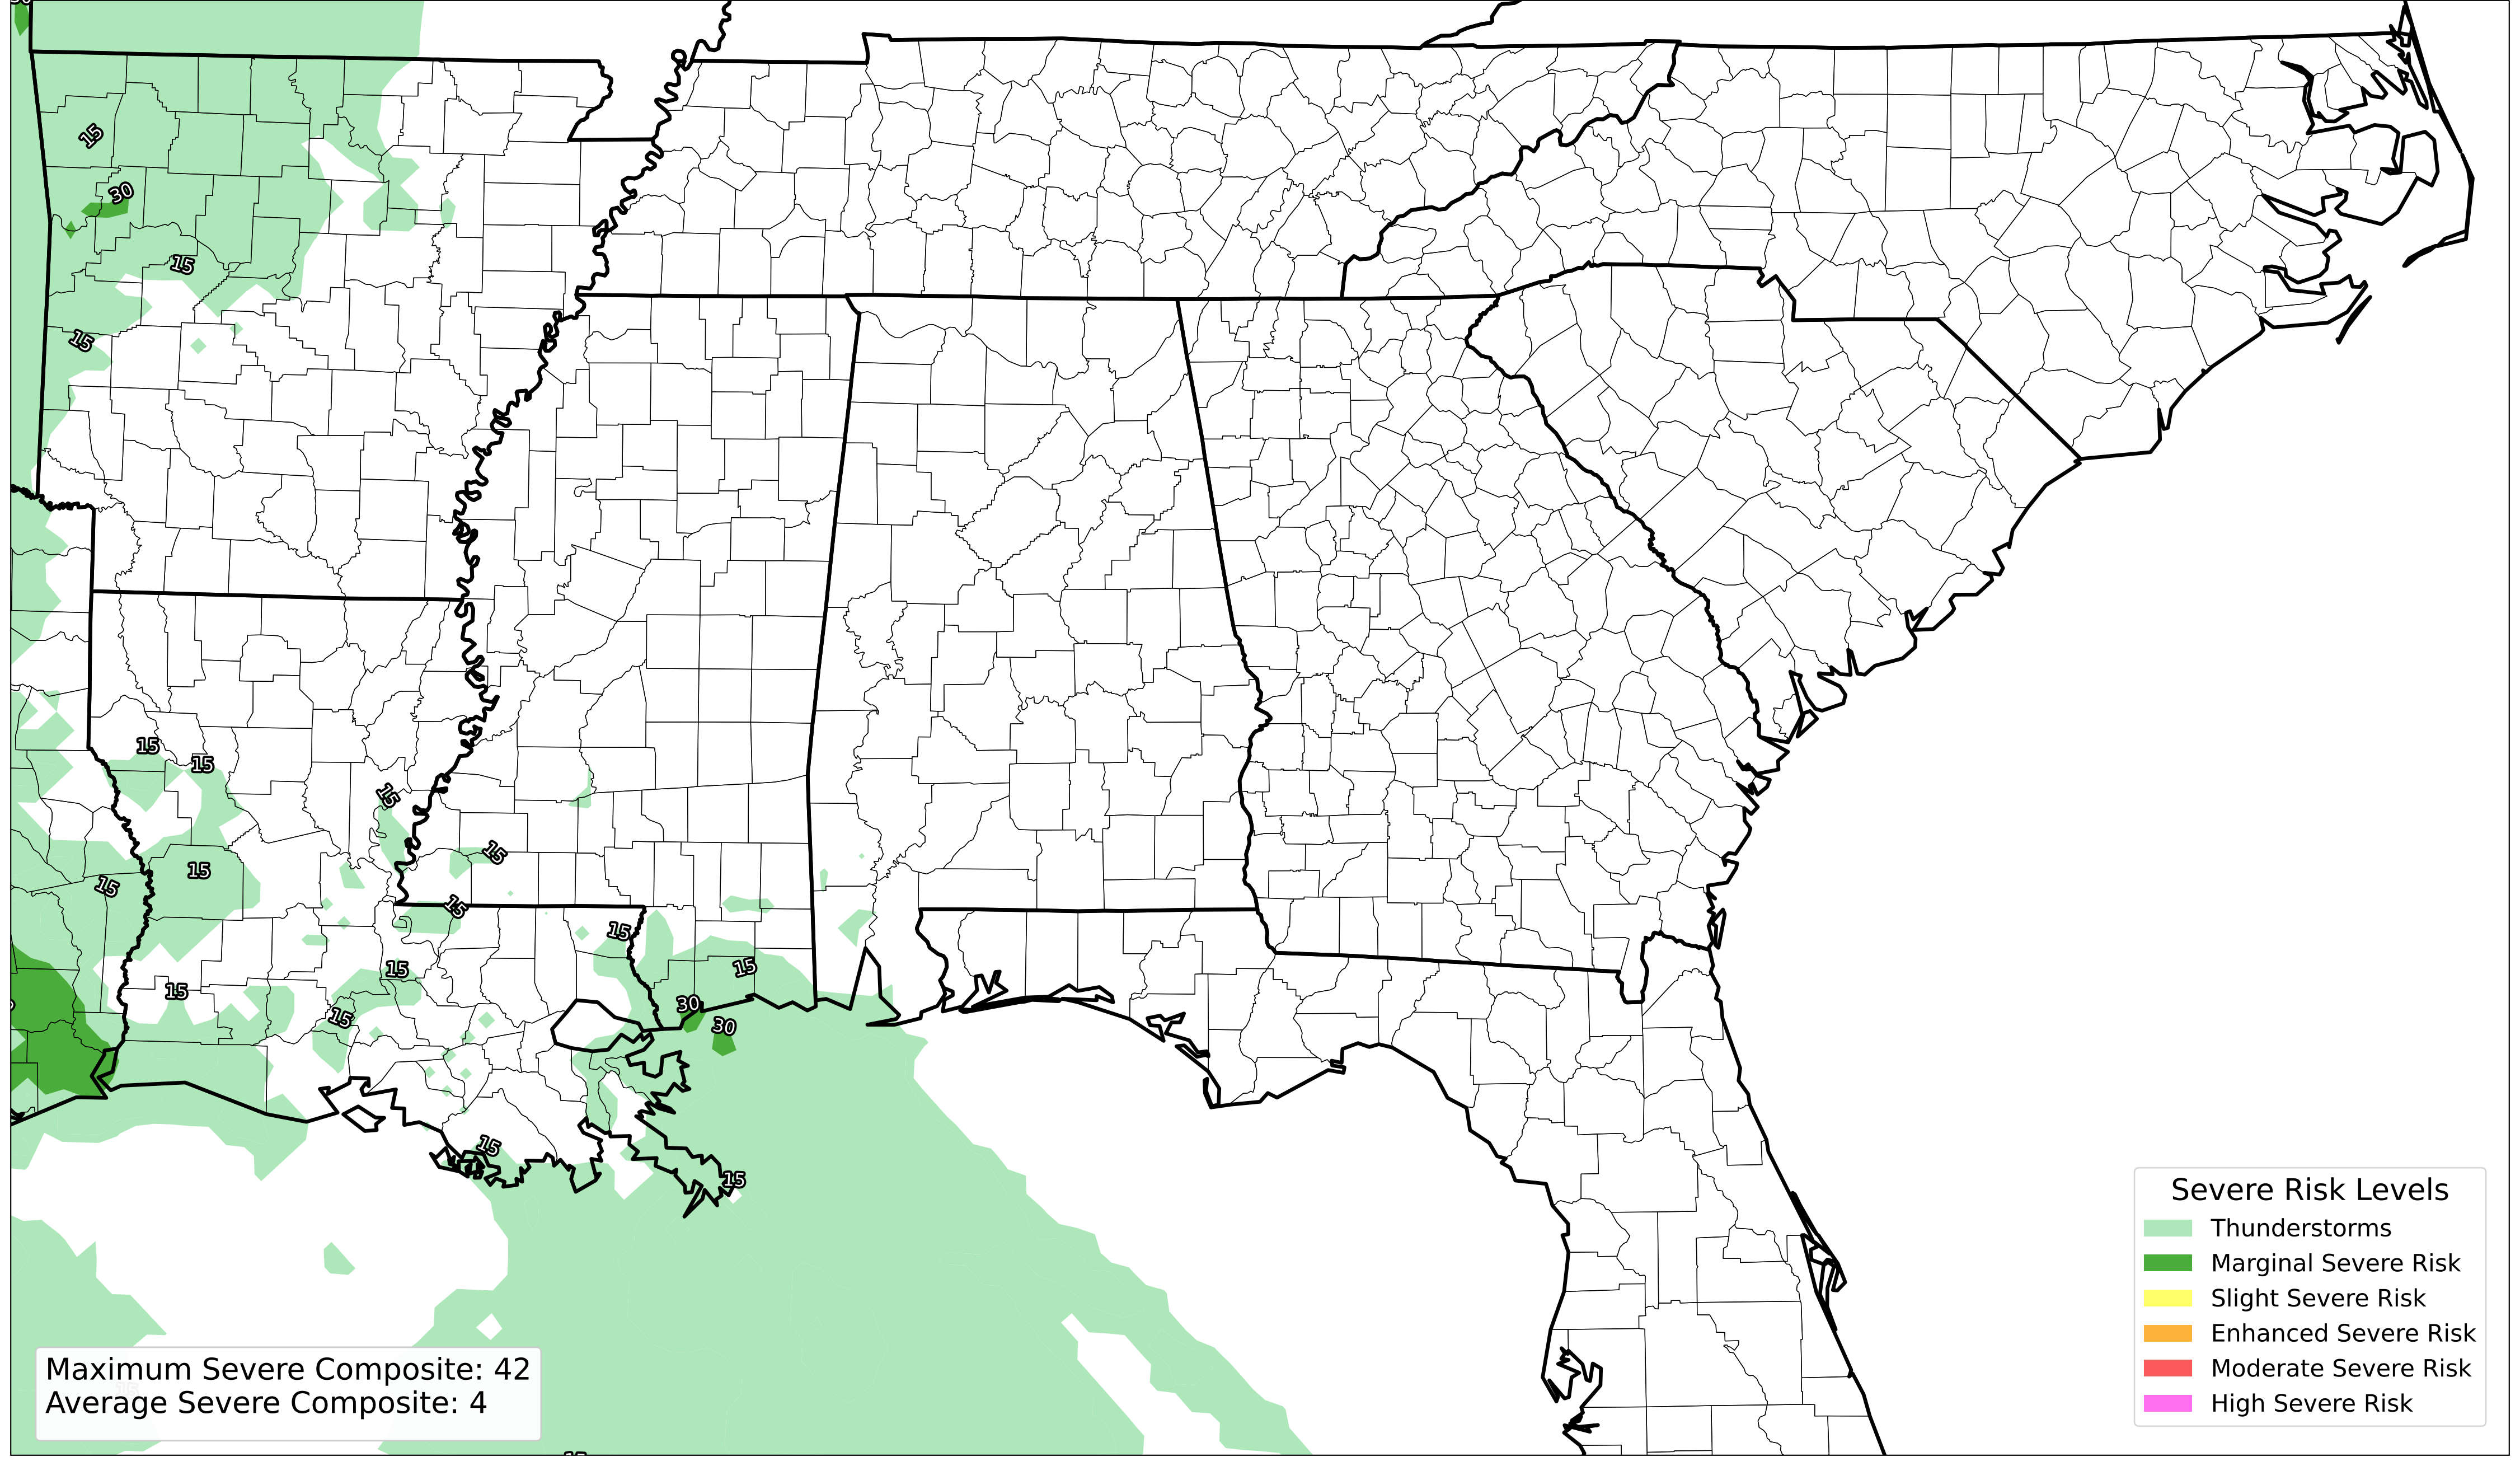 15
30
15
15
15
15
15
15
15
15
15
15
15
15
15
30
15
15
30
15
15
Severe Risk Levels
Thunderstorms
Marginal Severe Risk
Slight Severe Risk
Enhanced Severe Risk
Moderate Severe Risk
High Severe Risk
Maximum Severe Composite: 42
Average Severe Composite: 4